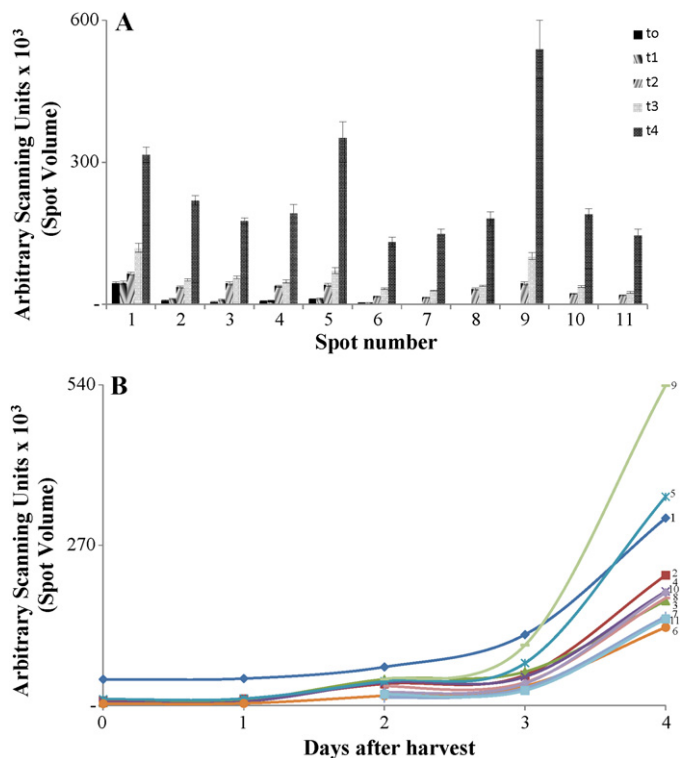 A
600
300
-
Arbitrary Scanning Units x 10³
(Spot Volume)
to
t1
t2
t3
t4
1 2 3 4 5 6 7 8 9 10 11
Spot number
B
540
270
-
Arbitrary Scanning Units x 10³
(Spot Volume)
9
5
1
2
4
10
8
3
7
11
6
0 1 2 3 4
Days after harvest